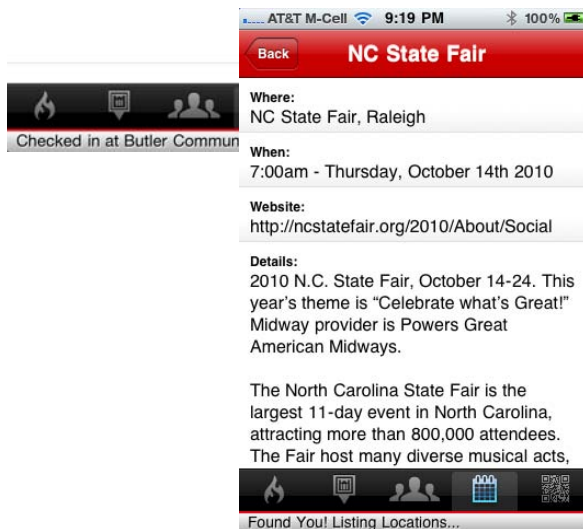 AT&T M-Cell 9:19 PM 100%
Back NC State Fair
Where:
NC State Fair, Raleigh
When:
7:00am - Thursday, October 14th 2010
Website:
http://ncstatefair.org/2010/About/Social
Details:
2010 N.C. State Fair, October 14-24. This
year's theme is “Celebrate what's Great!”
Midway provider is Powers Great
American Midways.
The North Carolina State Fair is the
largest 11-day event in North Carolina,
attracting more than 800,000 attendees.
The Fair host many diverse musical acts,
Found You! Listing Locations...
Checked in at Butler Commun